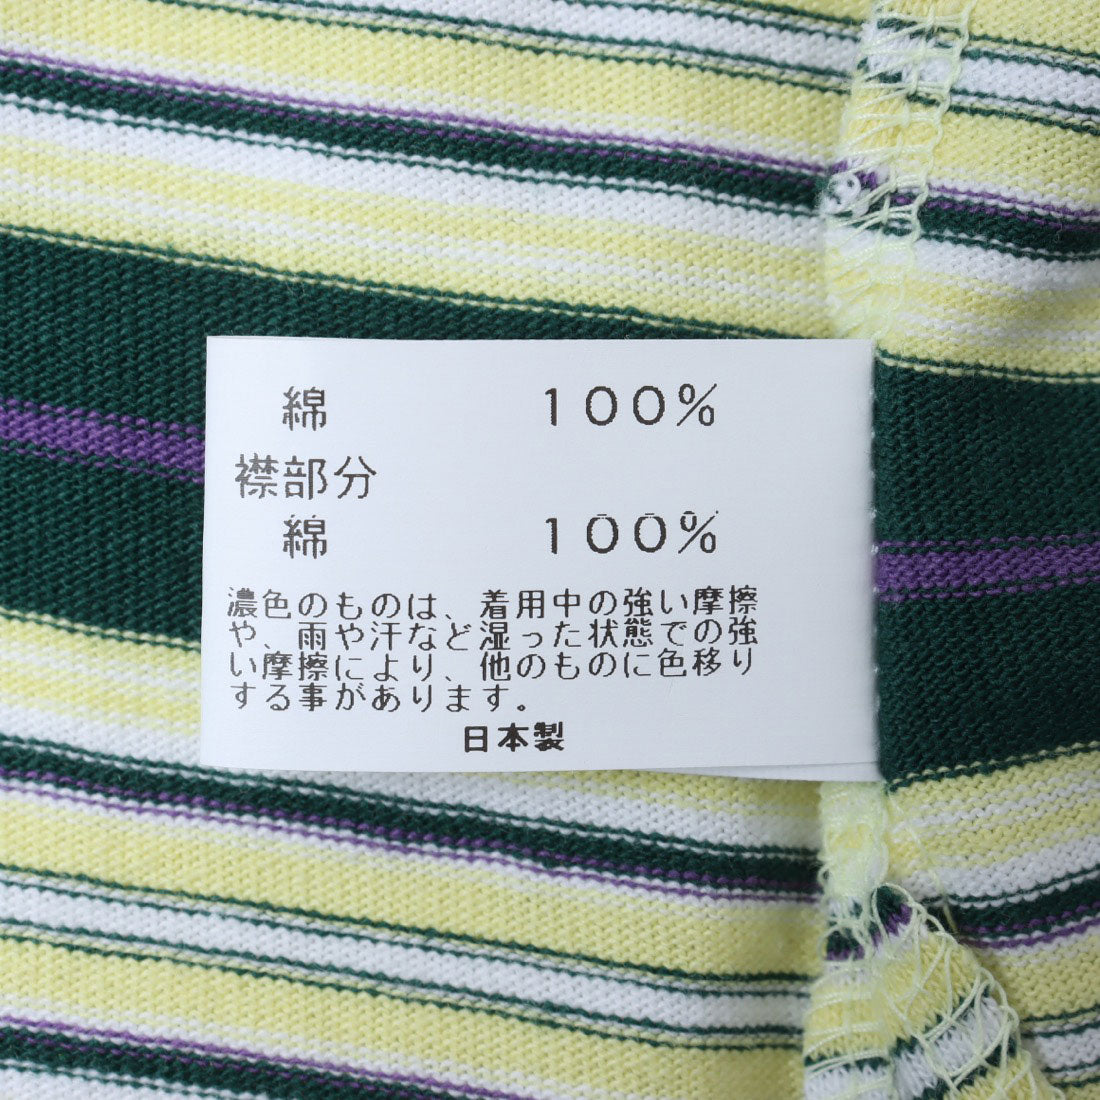 綿　１００％
襟部分
綿　１００％
濃色のものは、着用中の強い摩擦
や、雨や汗など湿った状態での強
い摩擦により、他のものに色移り
する事があります。
日本製